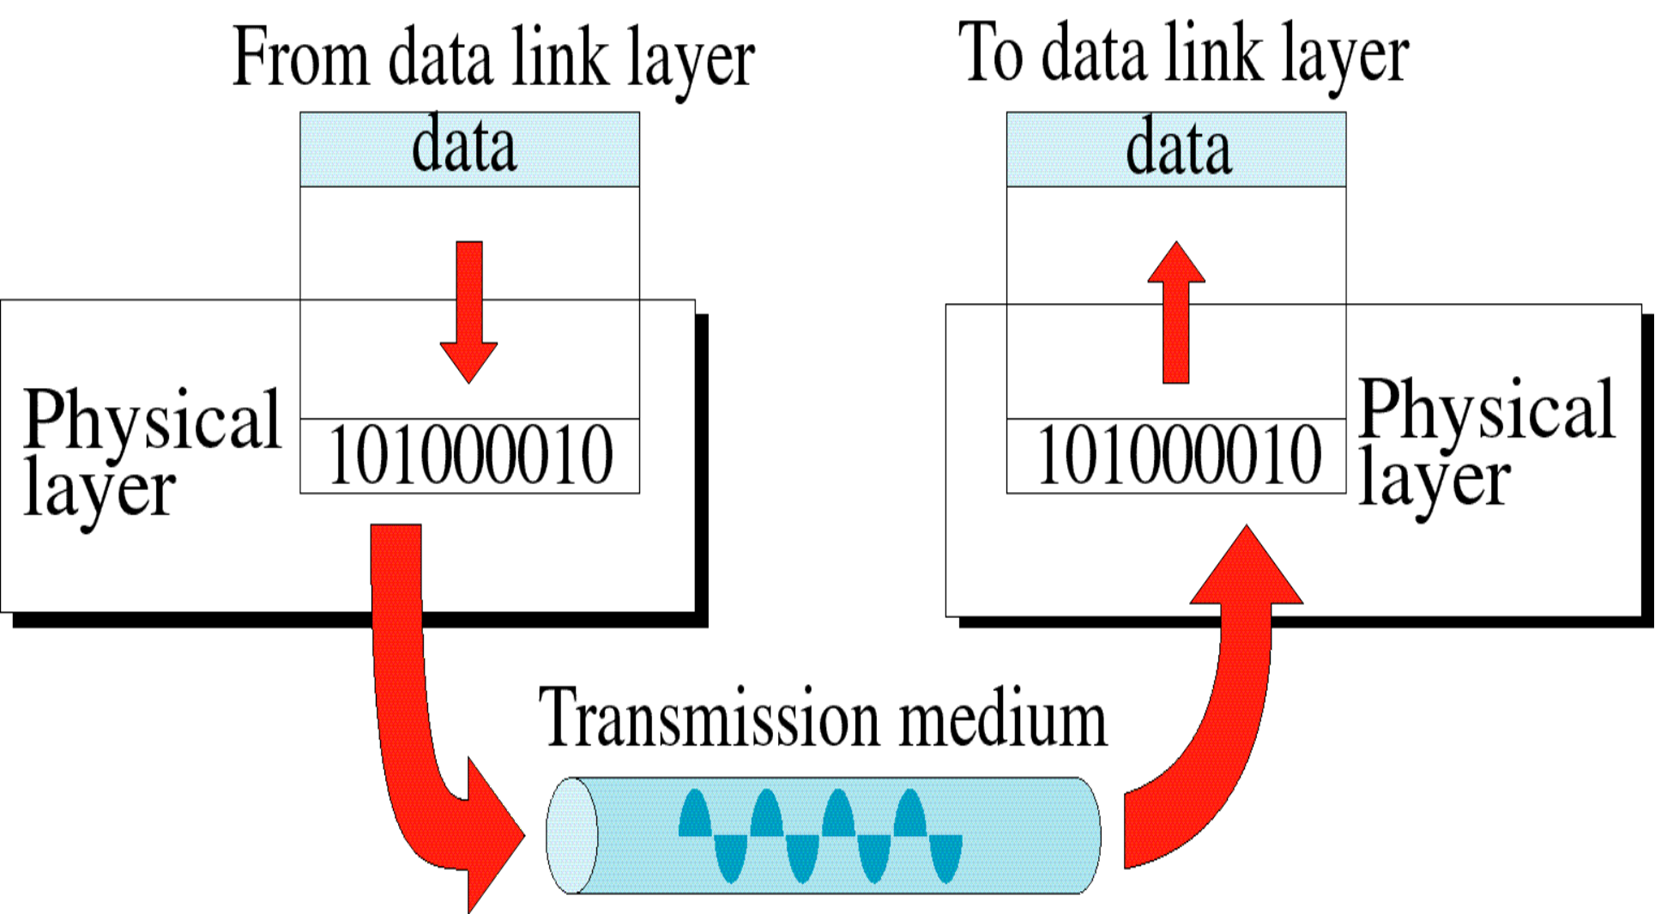 From data link layer
data
Physical
layer
101000010
To data link layer
data
101000010
Physical
layer
Transmission medium